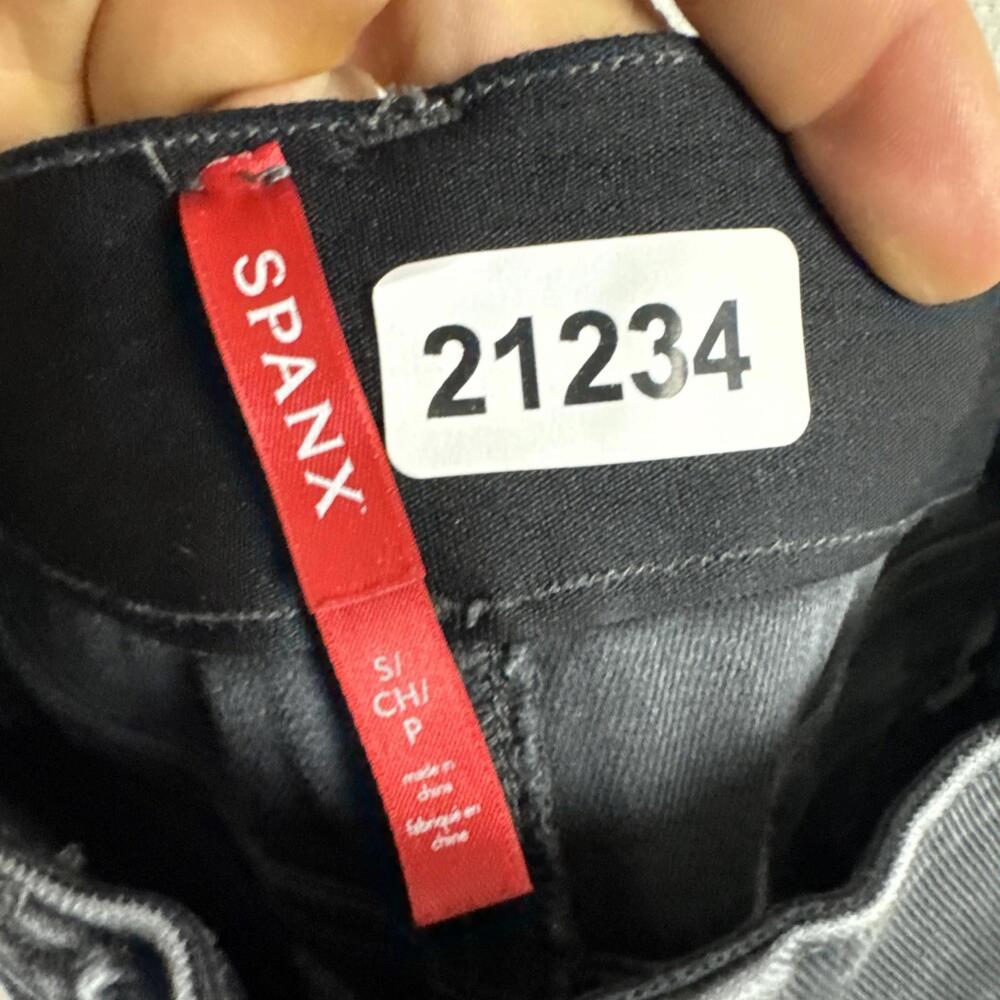 SPANX
21234
S/
CH/
P
made in
china
fabriqué en
chine